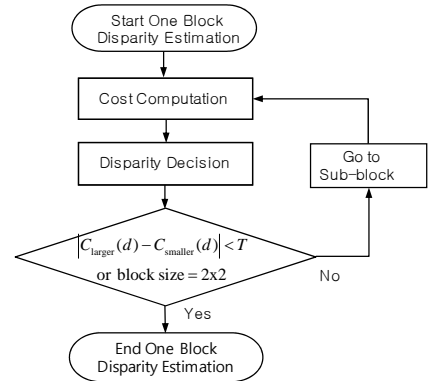 Start One Block
Disparity Estimation
Cost Computation
Disparity Decision
Go to
Sub-block
|C_larger(d) − C_smaller(d)| < T
or block size = 2x2
No
Yes
End One Block
Disparity Estimation